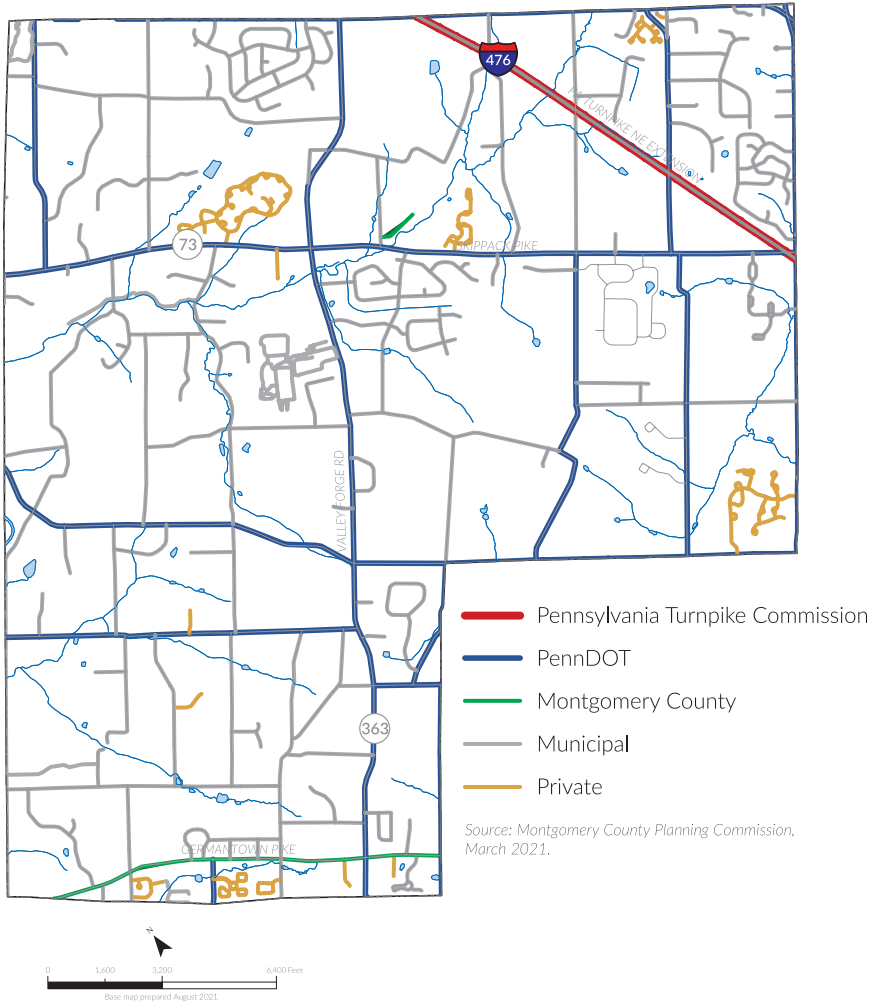 476
PA TURNPIKE NE EXTENSION
73
SKIPPACK PIKE
VALLEY FORGE RD
Pennsylvania Turnpike Commission
PennDOT
Montgomery County
Municipal
Private
363
Source: Montgomery County Planning Commission,
March 2021.
GERMANTOWN PIKE
N
0 1,600 3,200 6,400 Feet
Base map prepared August 2021